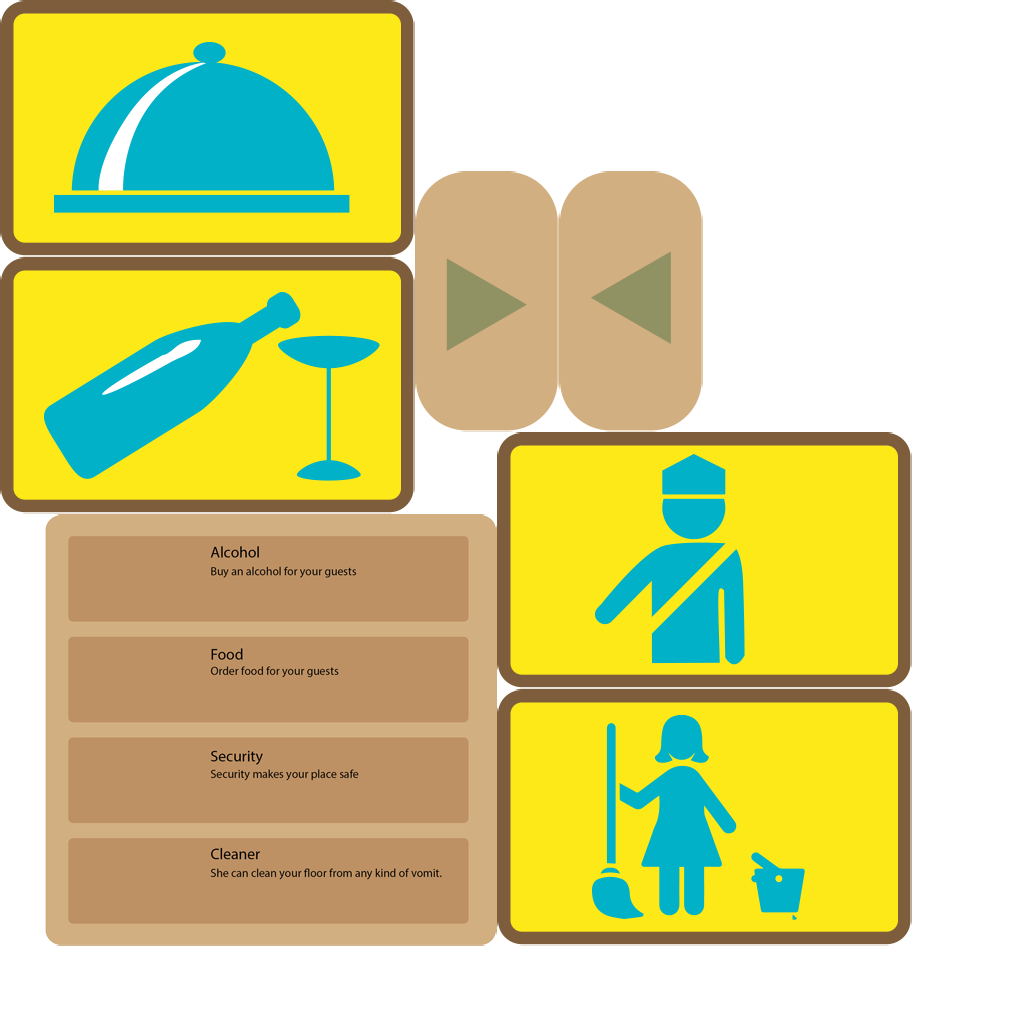 Alcohol
Buy an alcohol for your guests
Food
Order food for your guests
Security
Security makes your place safe
Cleaner
She can clean your floor from any kind of vomit.